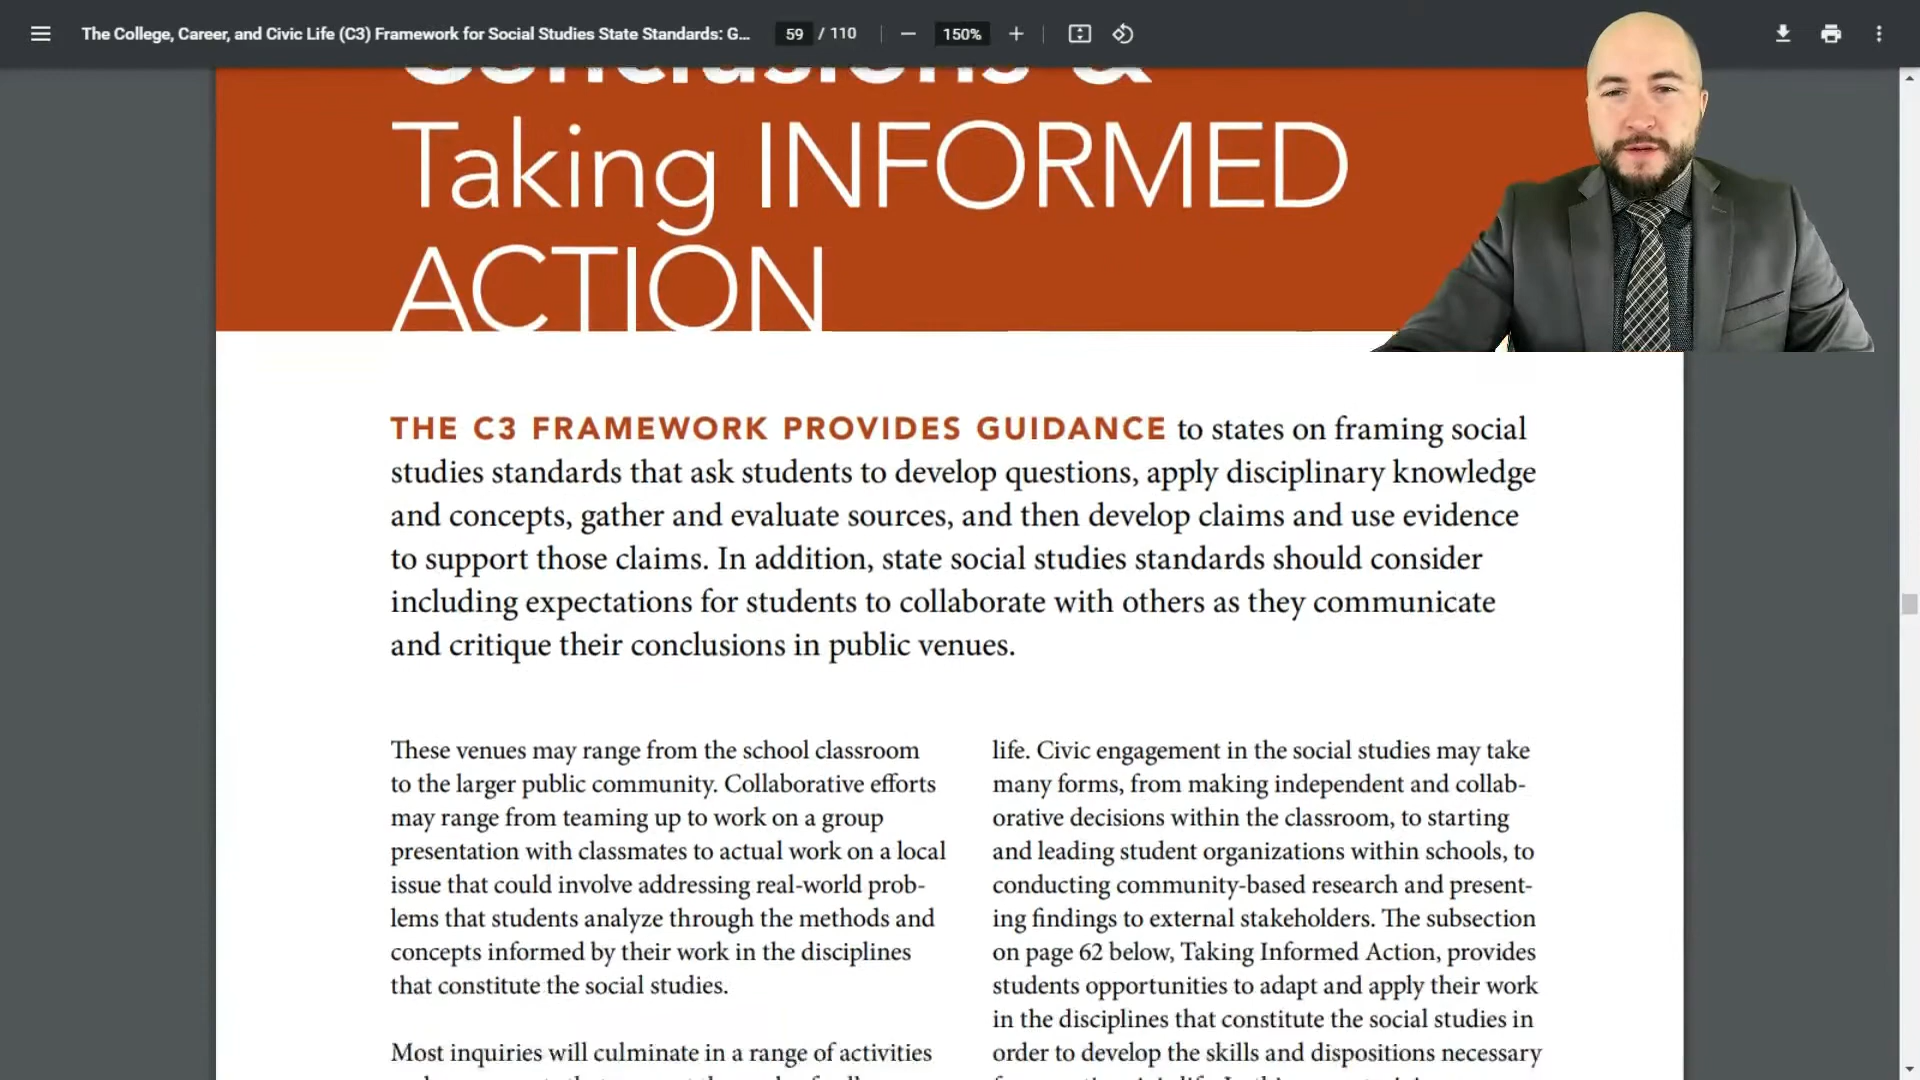 The College, Career, and Civic Life (C3) Framework for Social Studies State Standards: G...
59 / 110
150%
Conclusions &
Taking INFORMED
ACTION
THE C3 FRAMEWORK PROVIDES GUIDANCE to states on framing social
studies standards that ask students to develop questions, apply disciplinary knowledge
and concepts, gather and evaluate sources, and then develop claims and use evidence
to support those claims. In addition, state social studies standards should consider
including expectations for students to collaborate with others as they communicate
and critique their conclusions in public venues.
These venues may range from the school classroom
to the larger public community. Collaborative efforts
may range from teaming up to work on a group
presentation with classmates to actual work on a local
issue that could involve addressing real-world prob-
lems that students analyze through the methods and
concepts informed by their work in the disciplines
that constitute the social studies.
Most inquiries will culminate in a range of activities
life. Civic engagement in the social studies may take
many forms, from making independent and collab-
orative decisions within the classroom, to starting
and leading student organizations within schools, to
conducting community-based research and present-
ing findings to external stakeholders. The subsection
on page 62 below, Taking Informed Action, provides
students opportunities to adapt and apply their work
in the disciplines that constitute the social studies in
order to develop the skills and dispositions necessary